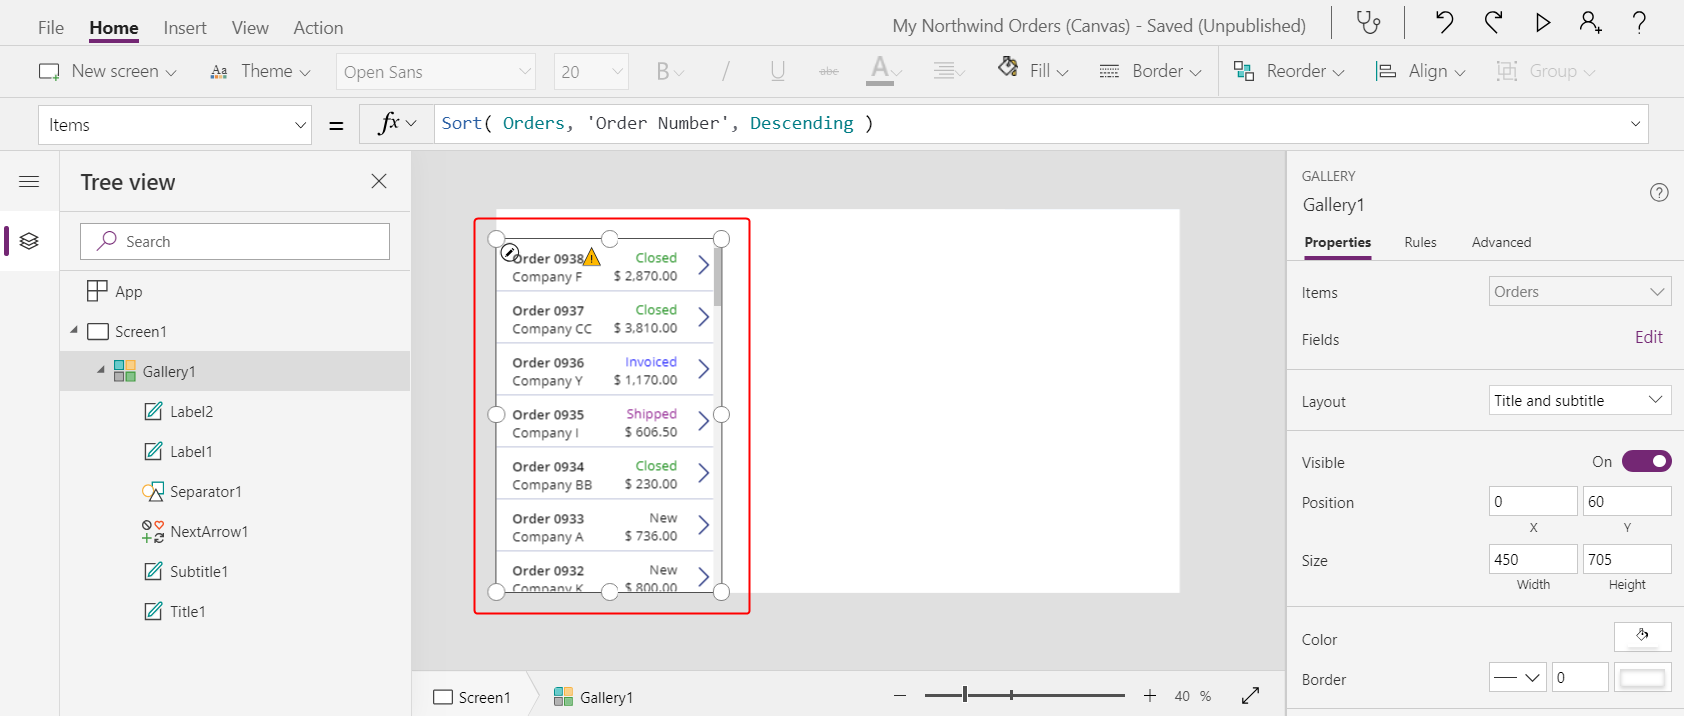 File Home Insert View Action My Northwind Orders (Canvas) - Saved (Unpublished) ?
New screen Aa Theme Open Sans 20 B / U abc A Fill Border Reorder Align Group
Items = fx Sort( Orders, 'Order Number', Descending )
Tree view
Search
App
Screen1
Gallery1
Label2
Label1
Separator1
NextArrow1
Subtitle1
Title1
Order 0938 Closed
Company F $ 2,870.00
Order 0937 Closed
Company CC $ 3,810.00
Order 0936 Invoiced
Company Y $ 1,170.00
Order 0935 Shipped
Company I $ 606.50
Order 0934 Closed
Company BB $ 230.00
Order 0933 New
Company A $ 736.00
Order 0932 New
Company K $ 800.00
Screen1 Gallery1 40 %
GALLERY
Gallery1
?
Properties Rules Advanced
Items Orders
Fields Edit
Layout Title and subtitle
Visible On
Position 0 60
X Y
Size 450 705
Width Height
Color
Border 0